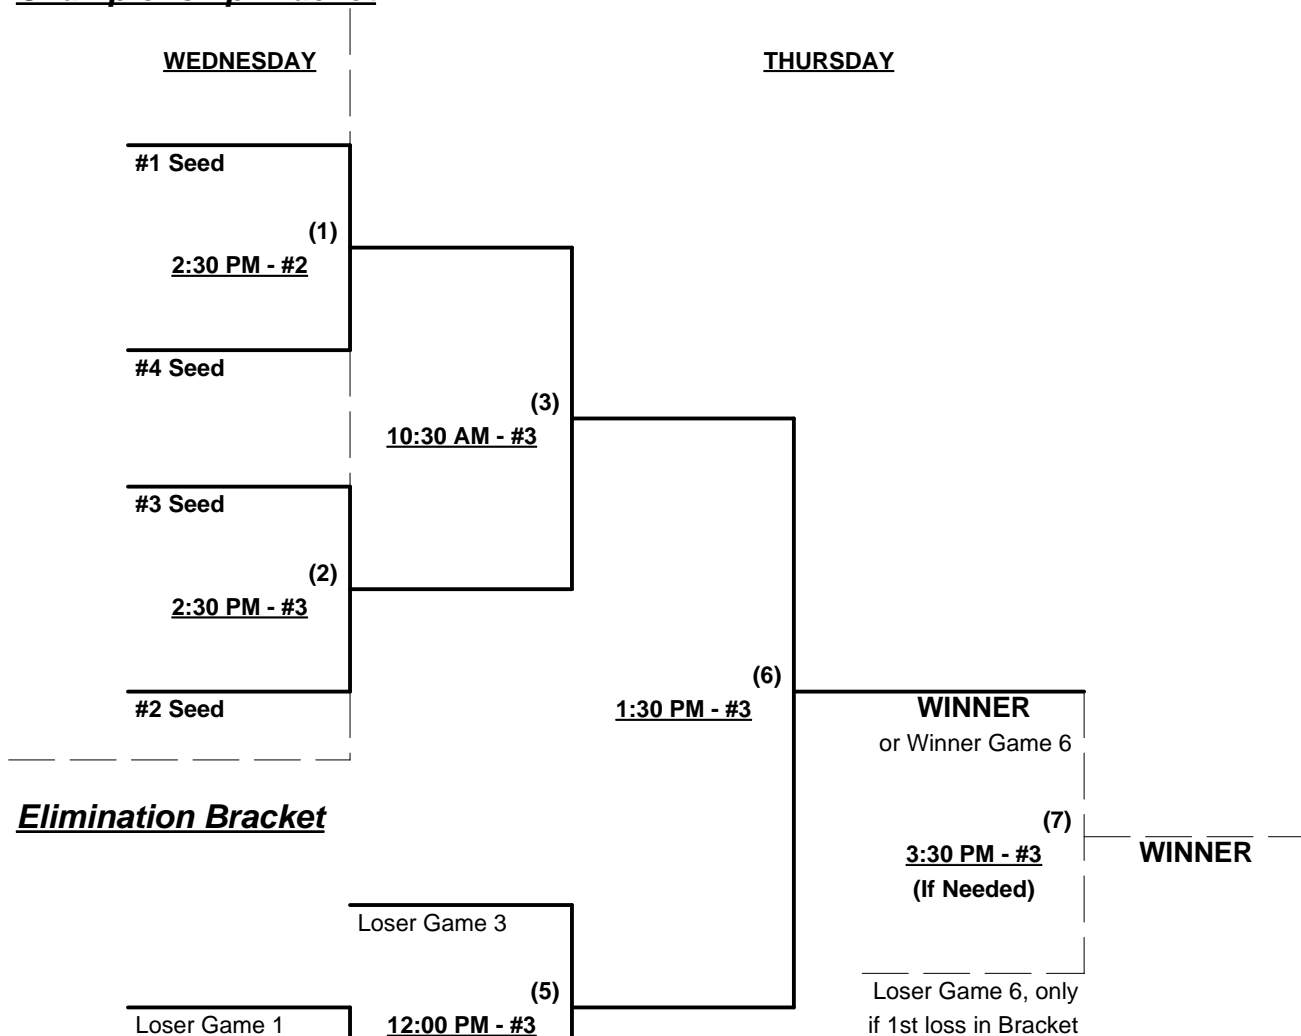 WEDNESDAY
THURSDAY
#1 Seed
(1)
2:30 PM - #2
#4 Seed
(3)
10:30 AM - #3
#3 Seed
(2)
2:30 PM - #3
#2 Seed
(6)
1:30 PM - #3
WINNER
or Winner Game 6
Elimination Bracket
(7)
3:30 PM - #3
WINNER
(If Needed)
Loser Game 3
(5)
Loser Game 6, only
Loser Game 1
12:00 PM - #3
if 1st loss in Bracket